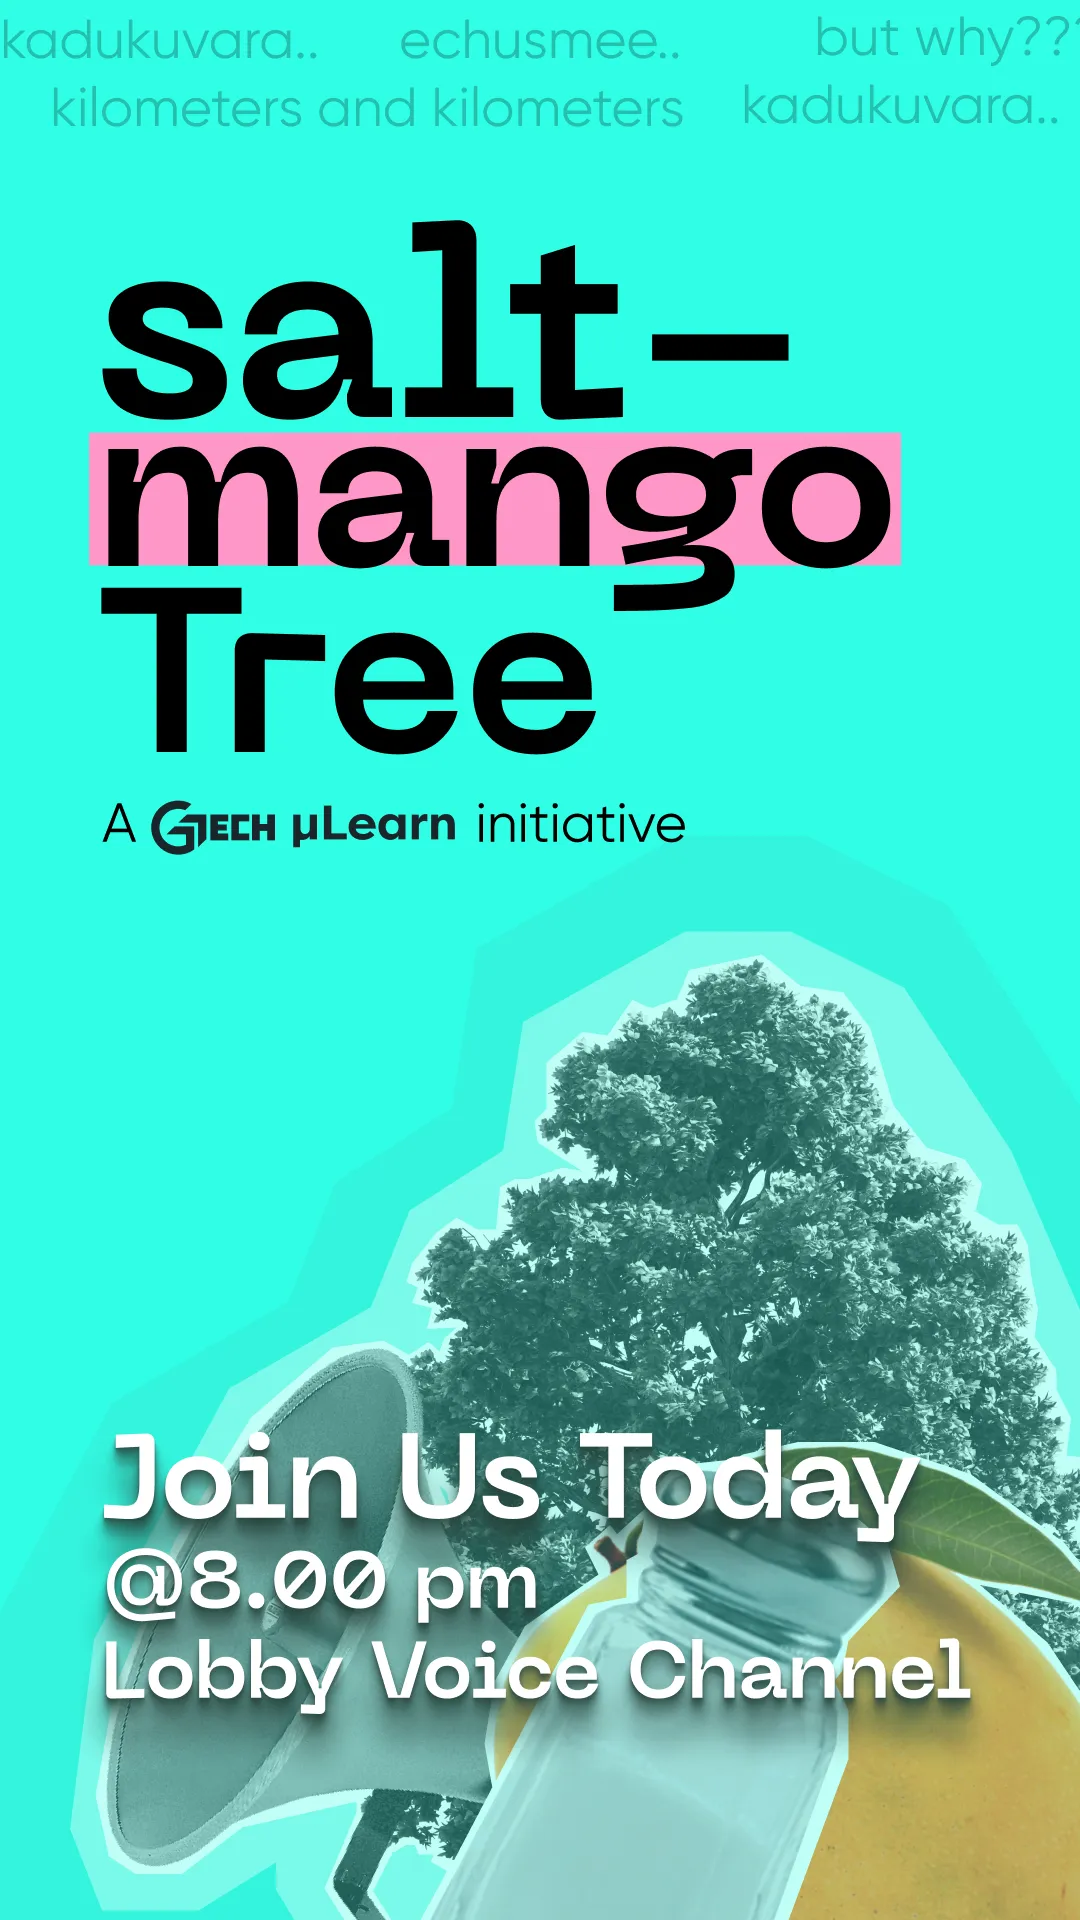 kadukuvara.. echusmee.. but why???
kilometers and kilometers kadukuvara..
salt-
mango
Tree
A GTECH µLearn initiative
Join Us Today
@8.00 pm
Lobby Voice Channel